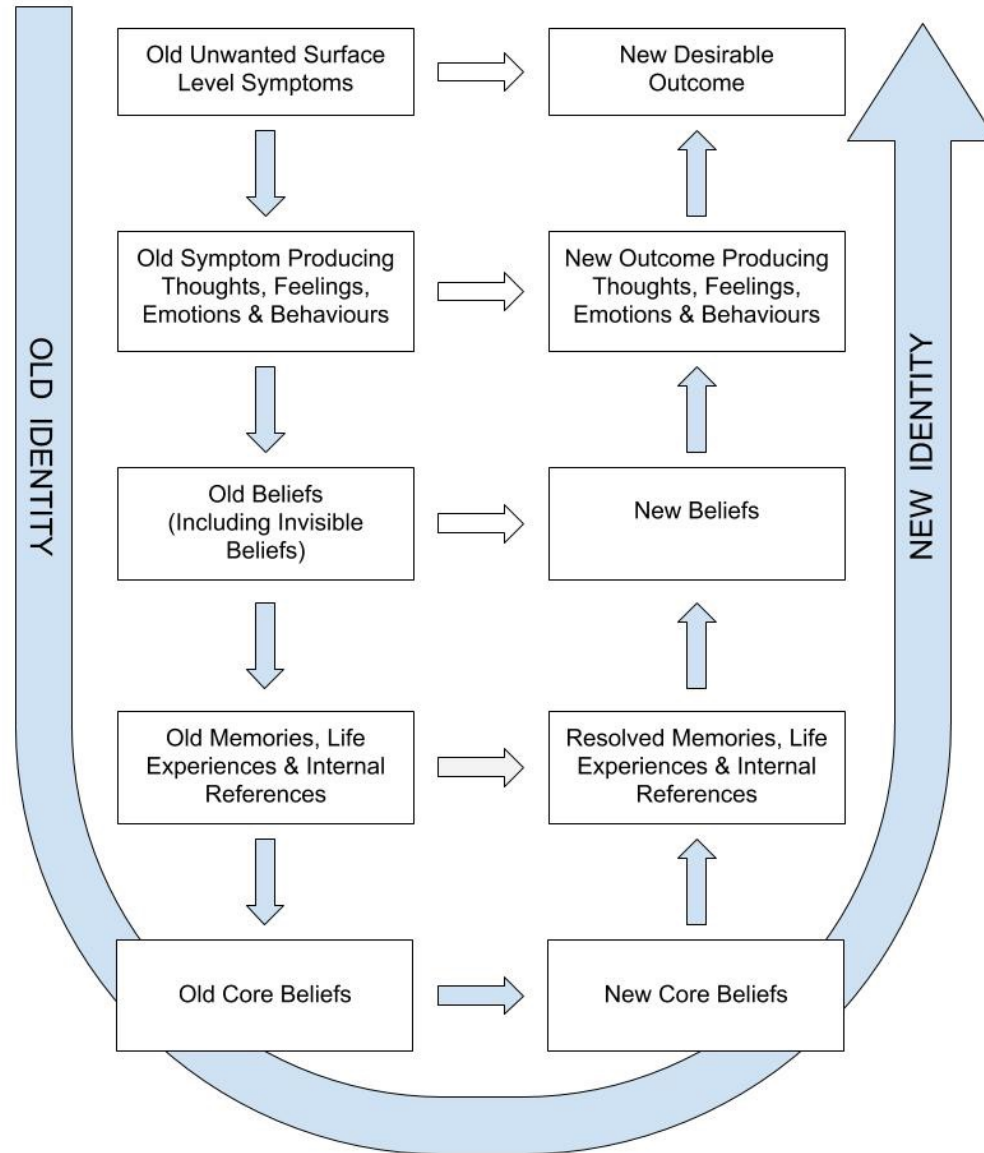 Old Unwanted Surface
Level Symptoms
New Desirable
Outcome
Old Symptom Producing
Thoughts, Feelings,
Emotions & Behaviours
New Outcome Producing
Thoughts, Feelings,
Emotions & Behaviours
OLD IDENTITY
NEW IDENTITY
Old Beliefs
(Including Invisible
Beliefs)
New Beliefs
Old Memories, Life
Experiences & Internal
References
Resolved Memories, Life
Experiences & Internal
References
Old Core Beliefs
New Core Beliefs